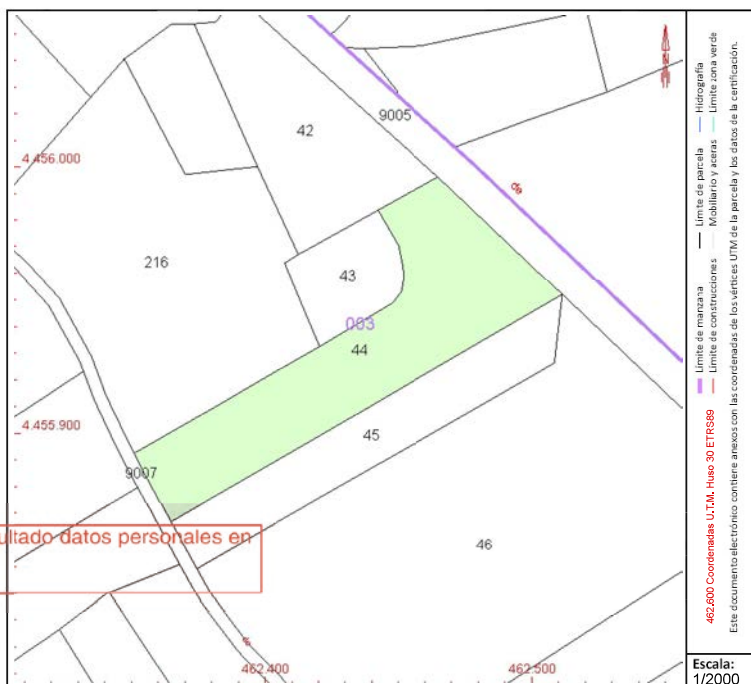 42
9005
4.456.000
216
43
003
44
4.455.900
45
9007
ultado datos personales en
46
462.400
462.500
Límite de manzana
Límite de parcela
Hidrografía
Límite de construcciones
Mobiliario y aceras
Límite zona verde
462.600 Coordenadas U.T.M. Huso 30 ETRS89
Este documento electrónico contiene anexos con las coordenadas de los vértices UTM de la parcela y los datos de la certificación.
Escala:
1/2000